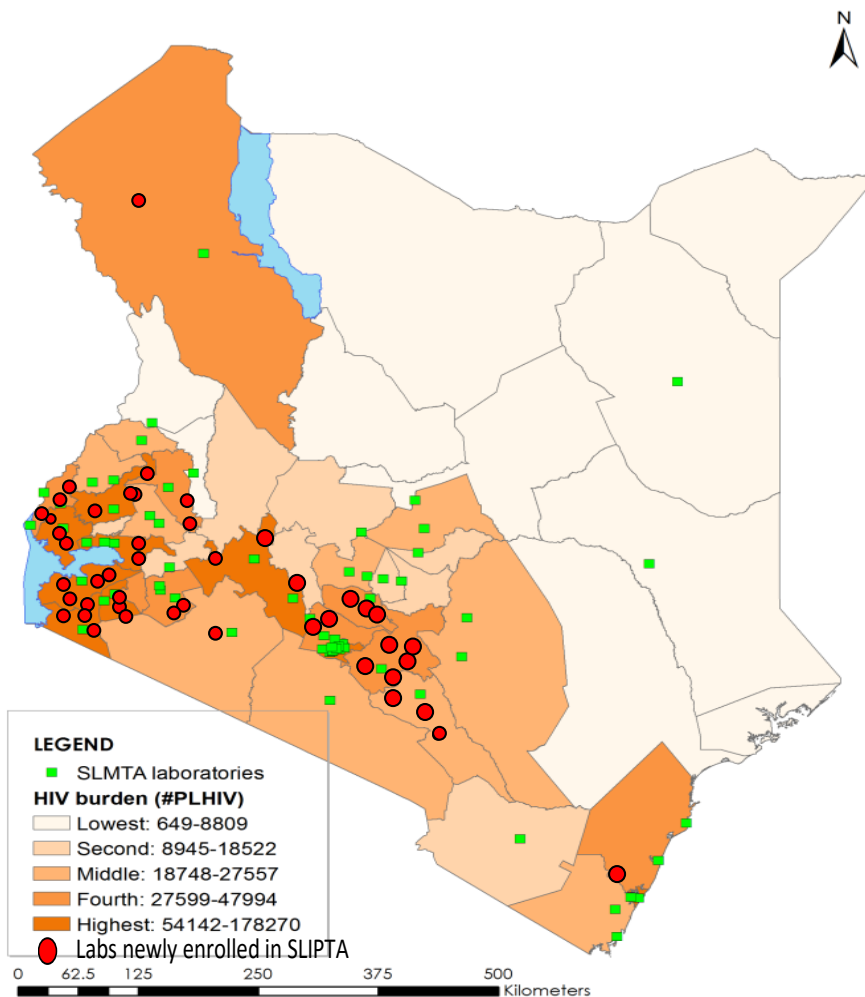 N
LEGEND
SLMTA laboratories
HIV burden (#PLHIV)
Lowest: 649-8809
Second: 8945-18522
Middle: 18748-27557
Fourth: 27599-47994
Highest: 54142-178270
Labs newly enrolled in SLIPTA
0 62.5 125 250 375 500
Kilometers